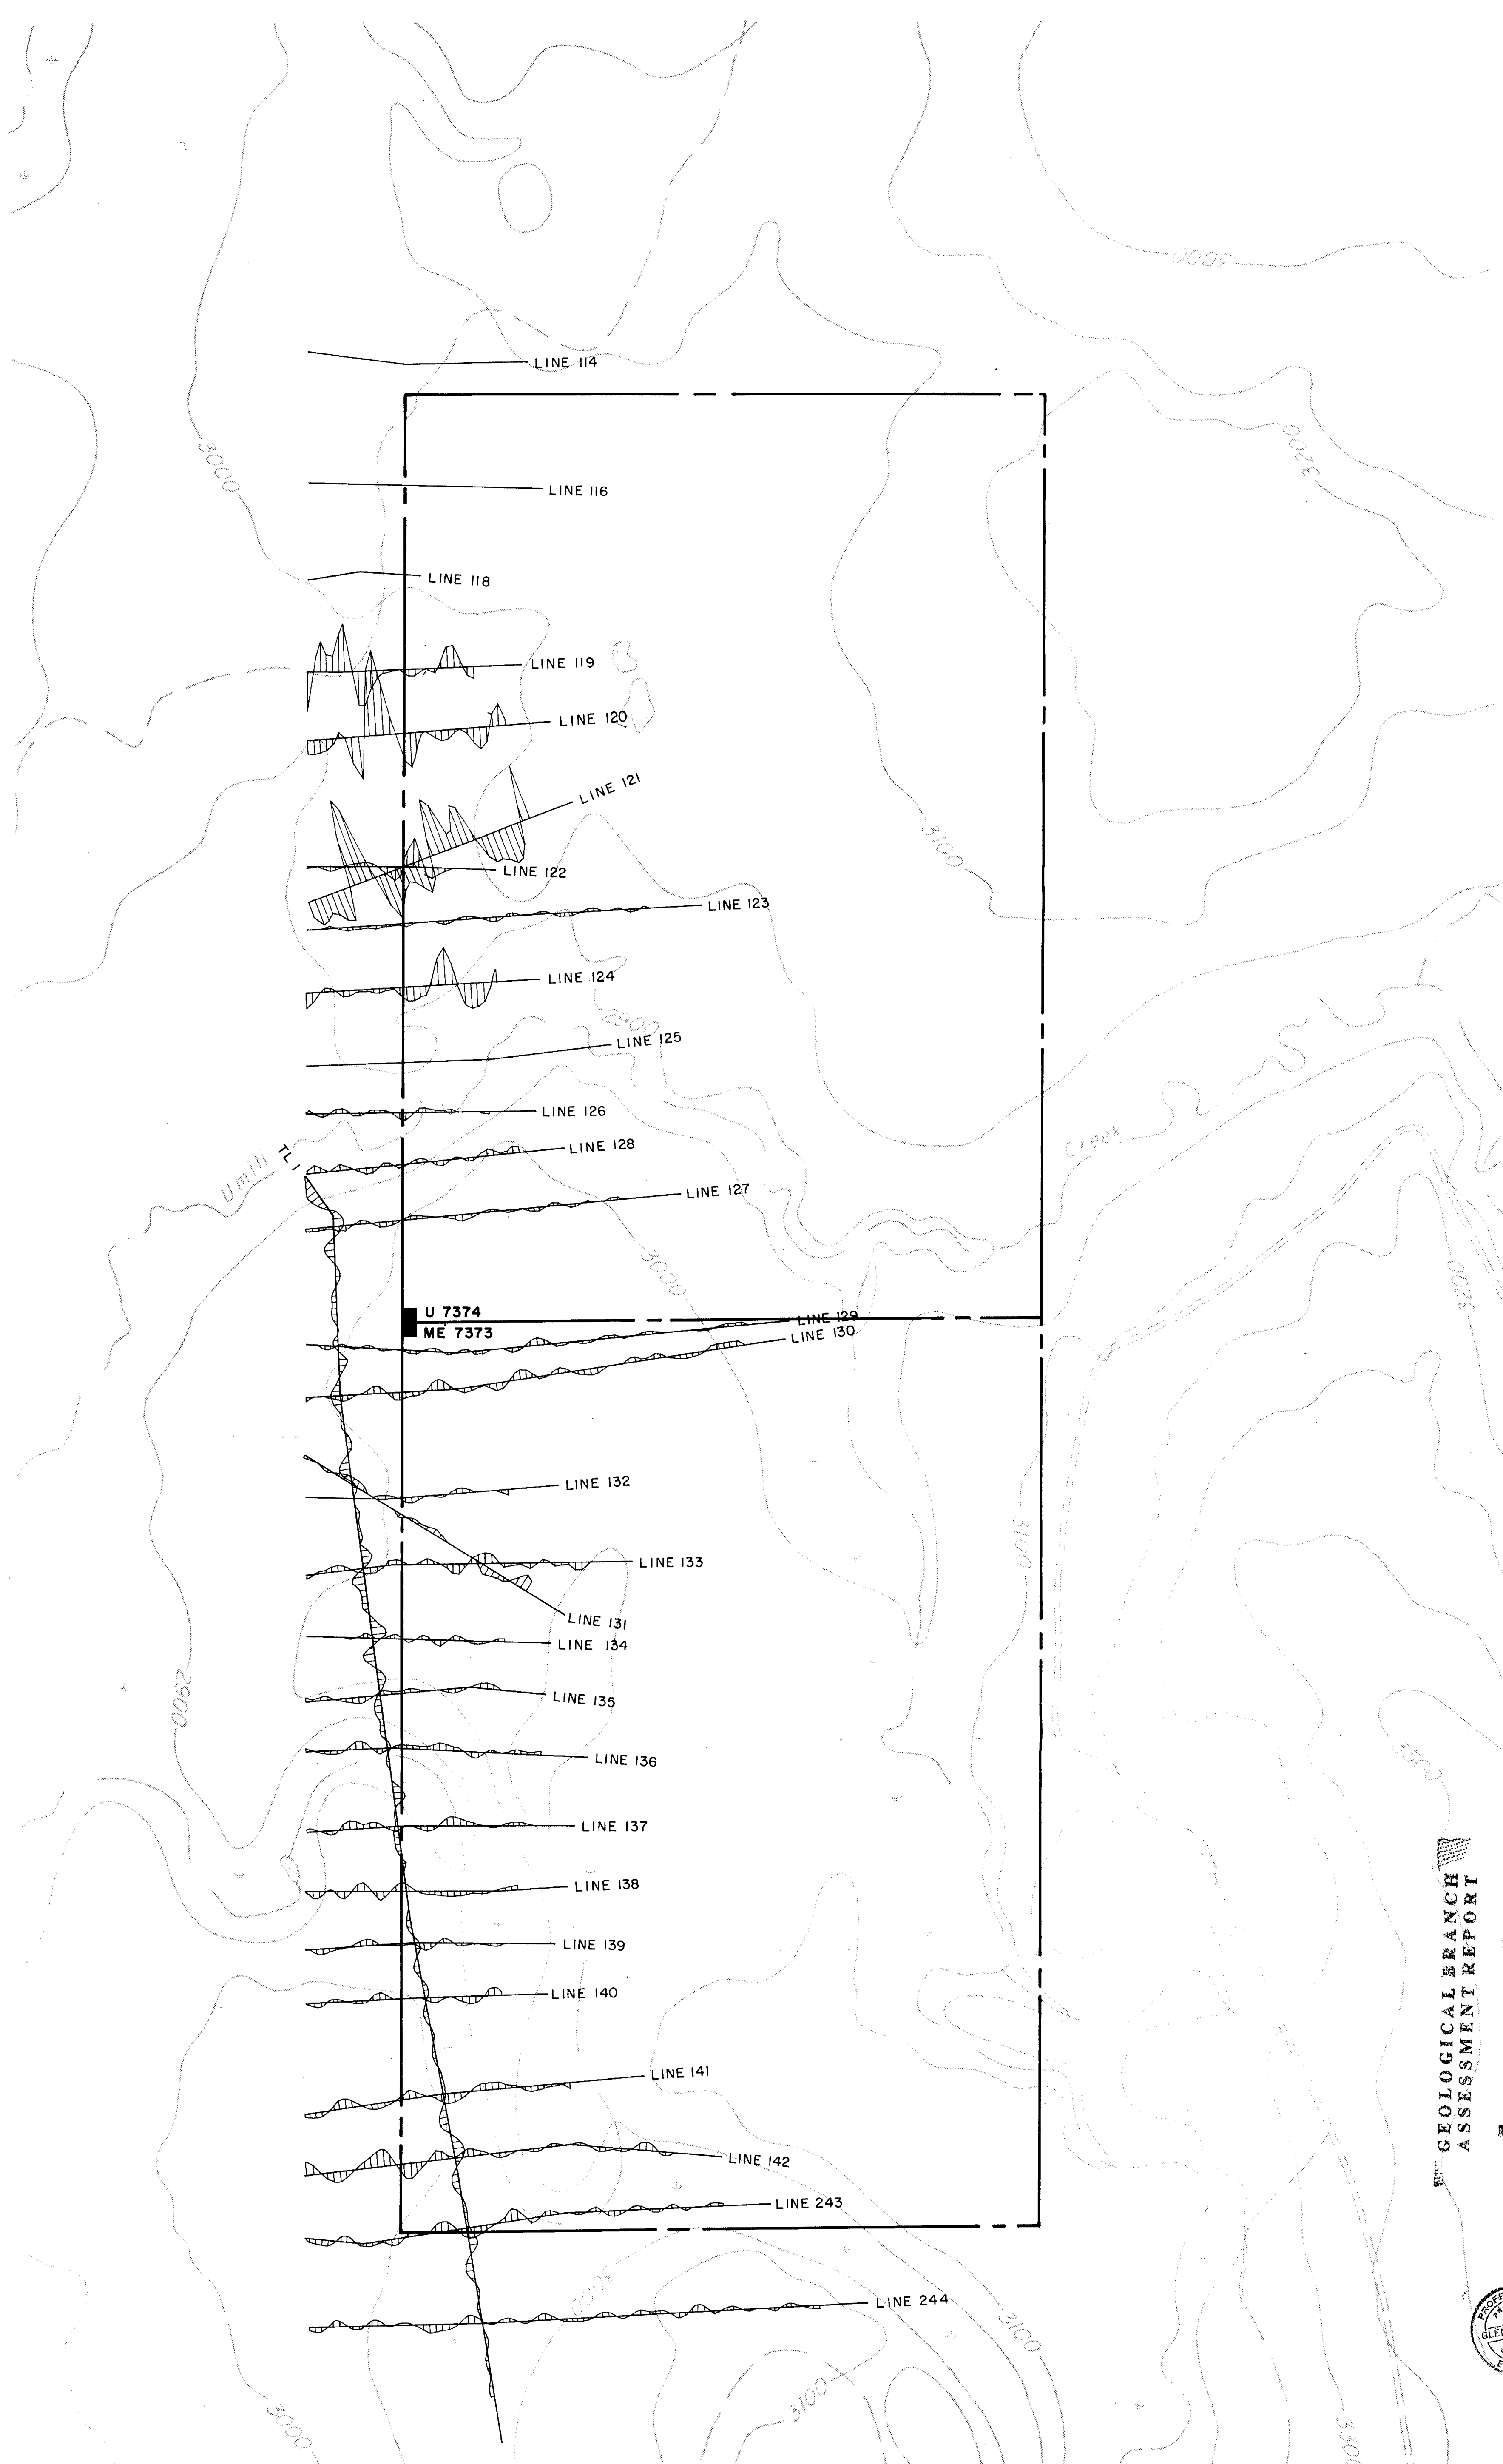 3000
LINE 114
3000
3200
LINE 116
LINE 118
LINE 119
LINE 120
LINE 121
3100
LINE 122
LINE 123
LINE 124
2900
LINE 125
LINE 126
Creek
LINE 128
Umiti
TL 1
LINE 127
3000
3200
U 7374
ME 7373
LINE 129
LINE 130
LINE 132
3100
LINE 133
LINE 131
LINE 134
2900
LINE 135
LINE 136
3500
LINE 137
LINE 138
GEOLOGICAL BRANCH
ASSESSMENT REPORT
LINE 139
LINE 140
LINE 141
LINE 142
LINE 243
3000
LINE 244
3100
3100
3000
3300